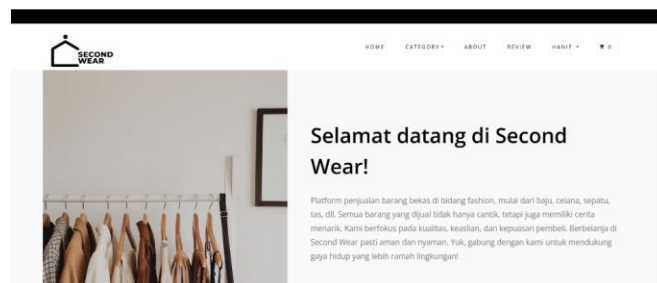 SECOND
WEAR
HOME CATEGORY ABOUT REVIEW HANIF 0
Selamat datang di Second
Wear!
Platform penjualan barang bekas di bidang fashion, mulai dari baju, celana, sepatu,
tas, dll. Semua barang yang dijual tidak hanya cantik, tetapi juga memiliki cerita
menarik. Kami berfokus pada kualitas, keaslian, dan kepuasan pembeli. Berbelanja di
Second Wear pasti aman dan nyaman. Yuk, gabung dengan kami untuk mendukung
gaya hidup yang lebih ramah lingkungan!